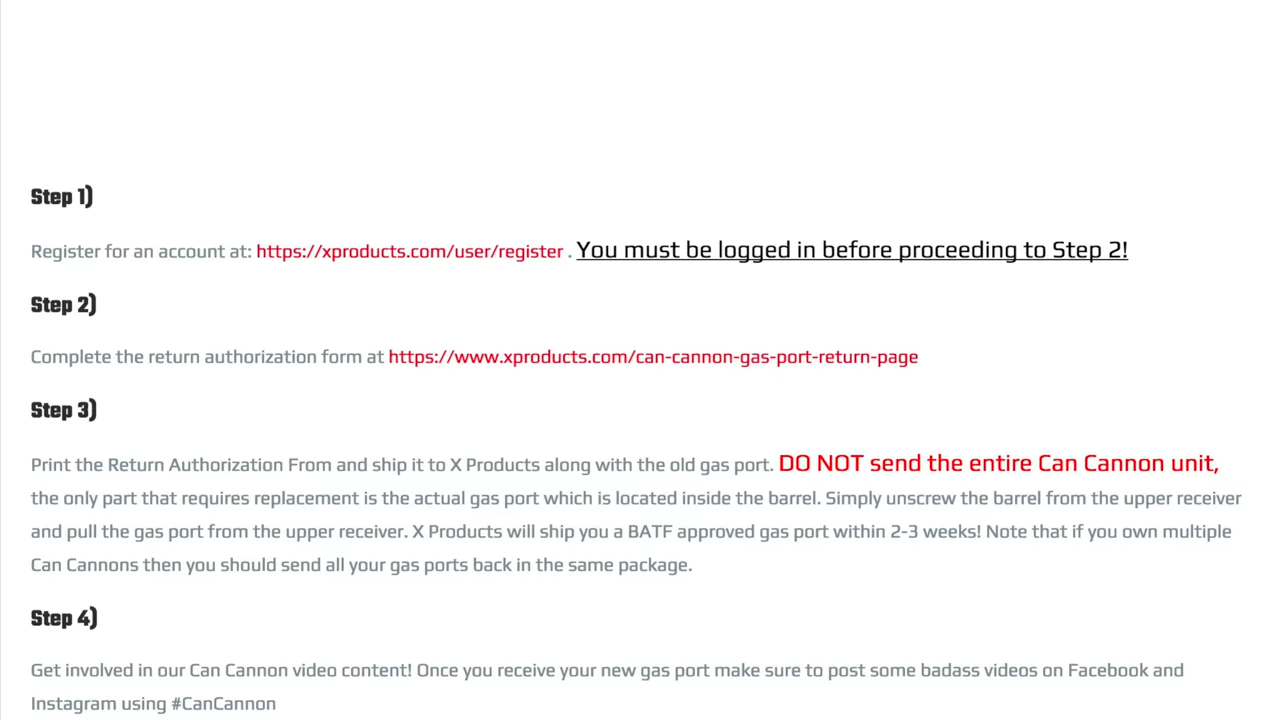 Step 1)
Register for an account at: https://xproducts.com/user/register . You must be logged in before proceeding to Step 2!
Step 2)
Complete the return authorization form at https://www.xproducts.com/can-cannon-gas-port-return-page
Step 3)
Print the Return Authorization From and ship it to X Products along with the old gas port. DO NOT send the entire Can Cannon unit,
the only part that requires replacement is the actual gas port which is located inside the barrel. Simply unscrew the barrel from the upper receiver
and pull the gas port from the upper receiver. X Products will ship you a BATF approved gas port within 2-3 weeks! Note that if you own multiple
Can Cannons then you should send all your gas ports back in the same package.
Step 4)
Get involved in our Can Cannon video content! Once you receive your new gas port make sure to post some badass videos on Facebook and
Instagram using #CanCannon